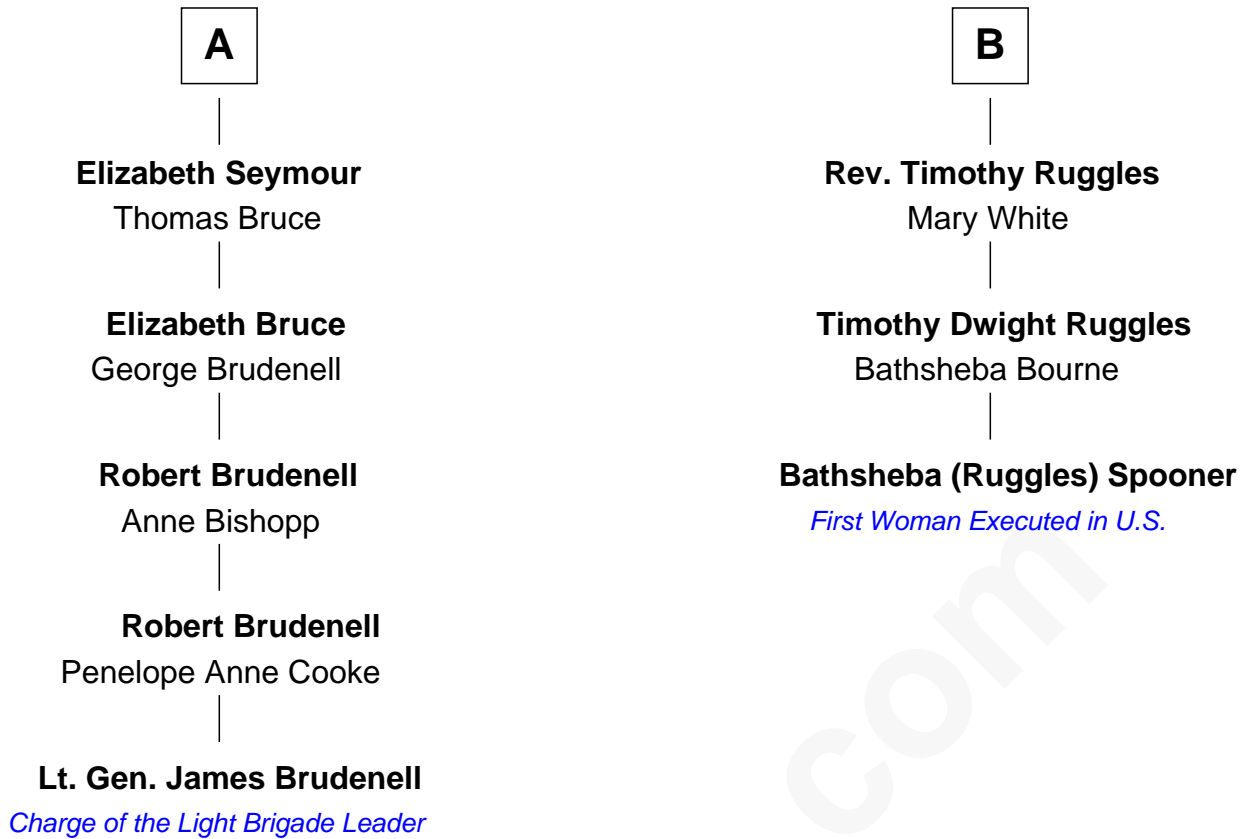 A
Elizabeth Seymour
Thomas Bruce
Elizabeth Bruce
George Brudenell
Robert Brudenell
Anne Bishopp
Robert Brudenell
Penelope Anne Cooke
Lt. Gen. James Brudenell
Charge of the Light Brigade Leader
B
Rev. Timothy Ruggles
Mary White
Timothy Dwight Ruggles
Bathsheba Bourne
Bathsheba (Ruggles) Spooner
First Woman Executed in U.S.
com